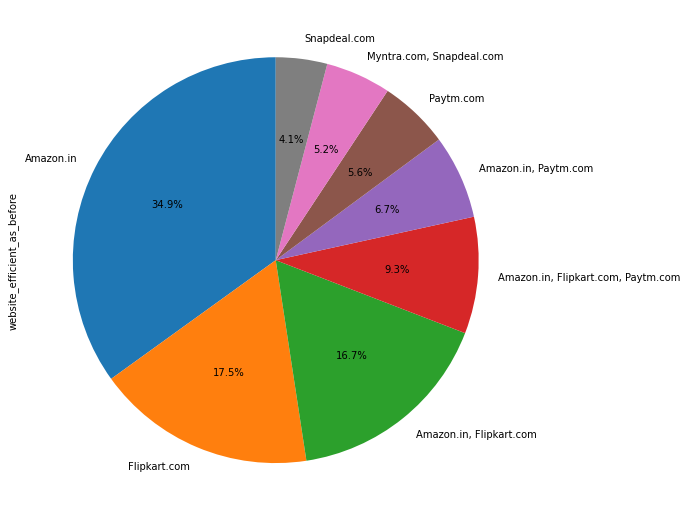 Snapdeal.com
Myntra.com, Snapdeal.com
Paytm.com
4.1%
5.2%
Amazon.in
5.6%
Amazon.in, Paytm.com
34.9%
6.7%
website_efficient_as_before
9.3%
Amazon.in, Flipkart.com, Paytm.com
16.7%
17.5%
Amazon.in, Flipkart.com
Flipkart.com